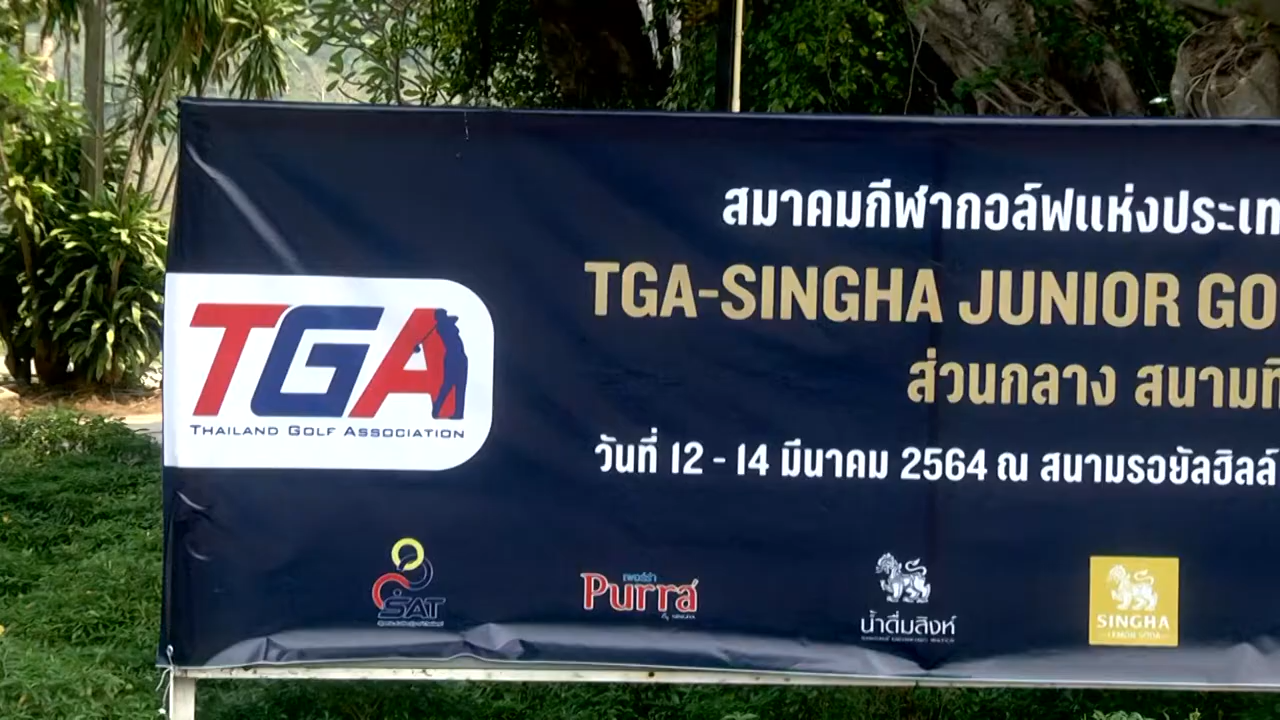 สมาคมกีฬากอล์ฟแห่งประเท
TGA-SINGHA JUNIOR GO
ส่วนกลาง สนามที
วันที่ 12 - 14 มีนาคม 2564 ณ สนามรอยัลฮิลล์
TGA
THAILAND GOLF ASSOCIATION
SAT
เพอร์ร่า
Purra
น้ำดื่มสิงห์
SINGHA
LEMON SODA